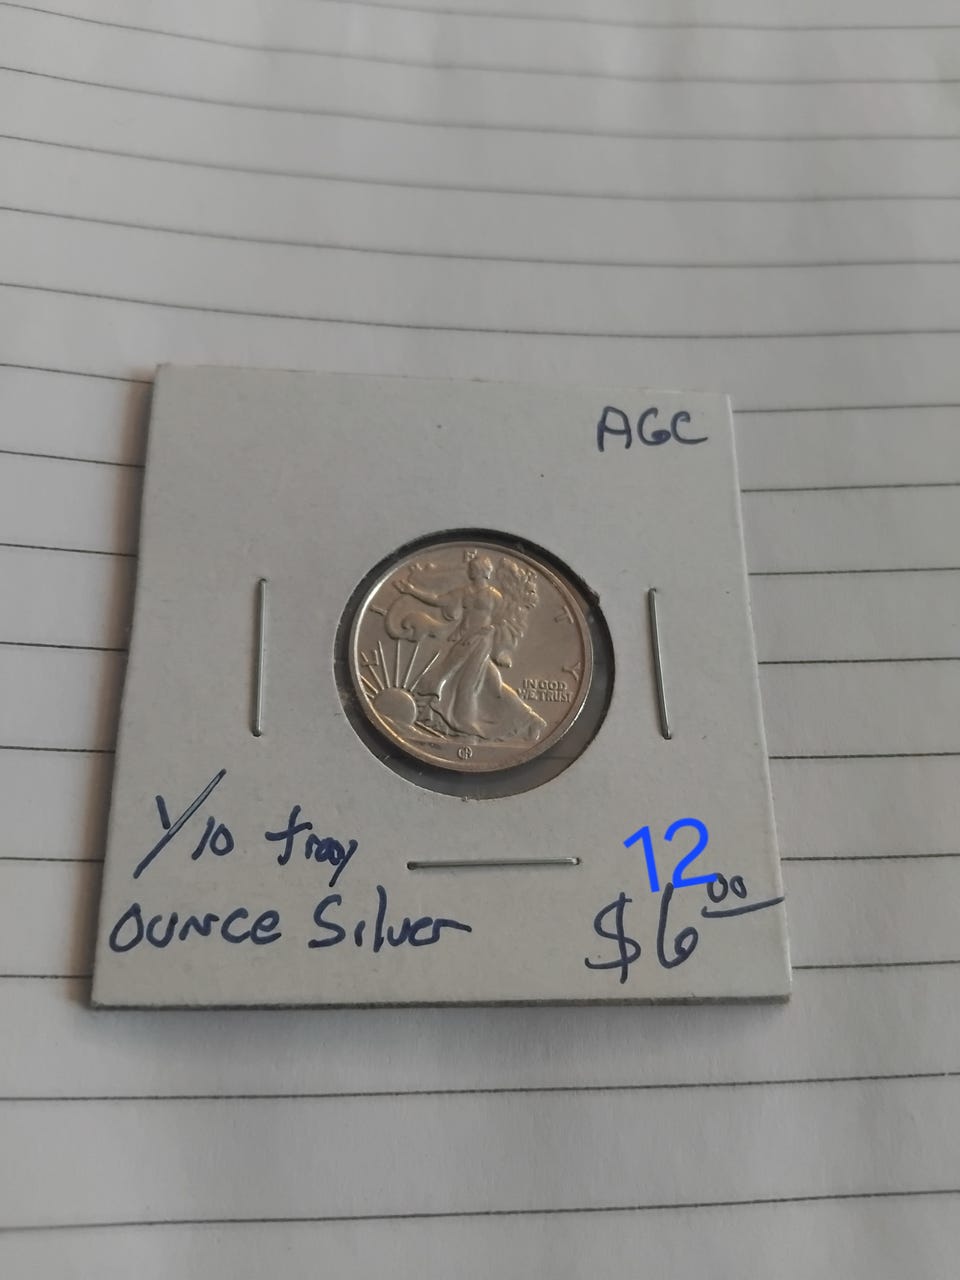 AGC
LIBERTY
IN GOD
WE TRUST
1/10 troy
OUNCE Silver
12
$6.00